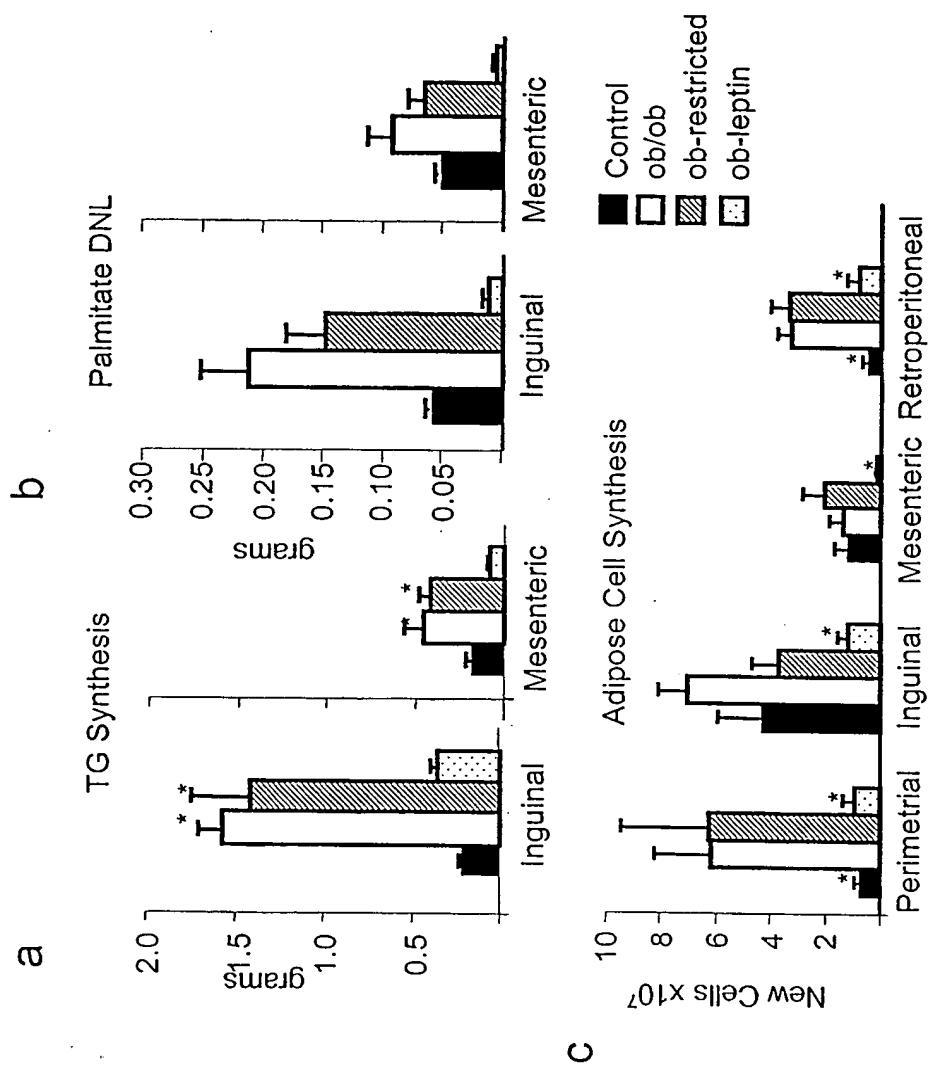 a
TG Synthesis
2.0
1.5
1.0
0.5
grams
* *
* *
Inguinal Mesenteric
b
Palmitate DNL
0.30
0.25
0.20
0.15
0.10
0.05
grams
Inguinal Mesenteric
c
Adipose Cell Synthesis
10
8
6
4
2
New Cells x10⁷
* * * * * *
Perimetrial Inguinal Mesenteric Retroperitoneal
Control
ob/ob
ob-restricted
ob-leptin